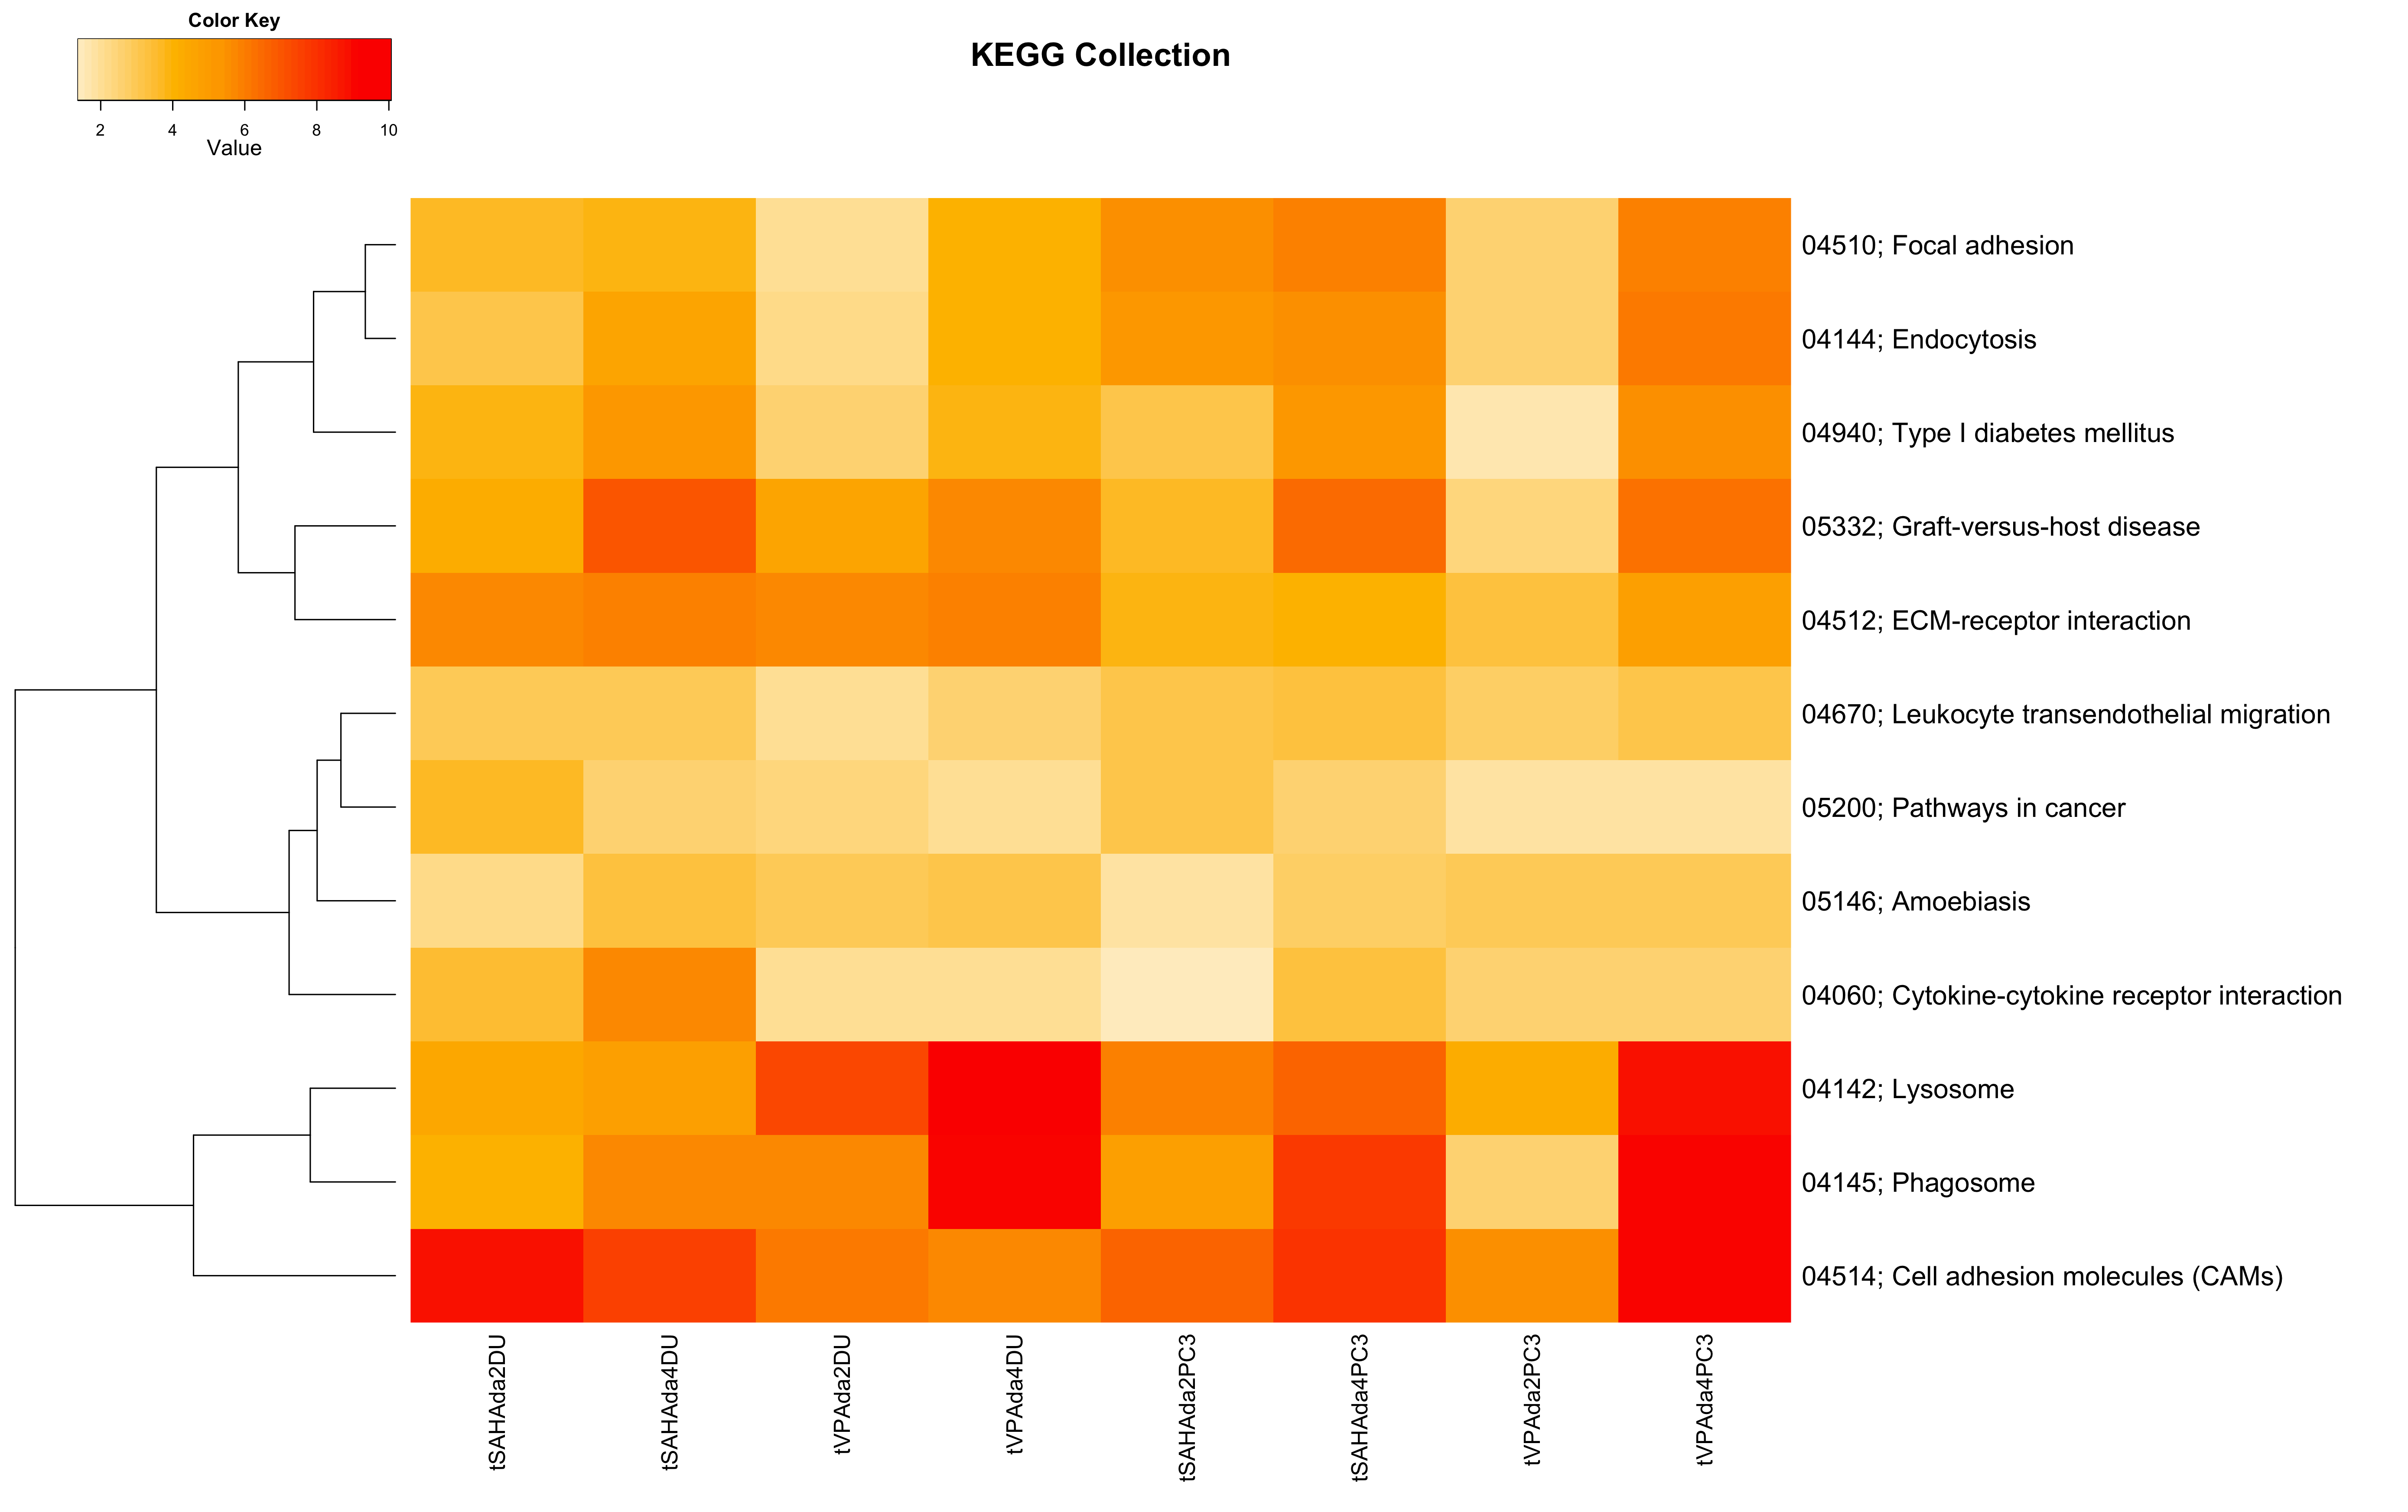 Color Key
2 4 6 8 10
Value
KEGG Collection
04510; Focal adhesion
04144; Endocytosis
04940; Type I diabetes mellitus
05332; Graft-versus-host disease
04512; ECM-receptor interaction
04670; Leukocyte transendothelial migration
05200; Pathways in cancer
05146; Amoebiasis
04060; Cytokine-cytokine receptor interaction
04142; Lysosome
04145; Phagosome
04514; Cell adhesion molecules (CAMs)
tSAHAda2DU
tSAHAda4DU
tVPAda2DU
tVPAda4DU
tSAHAda2PC3
tSAHAda4PC3
tVPAda2PC3
tVPAda4PC3